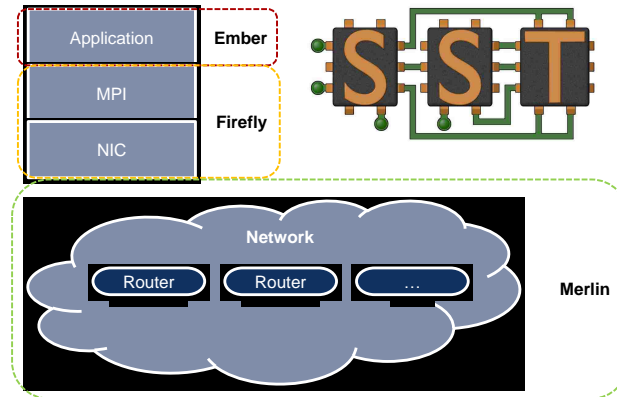 Application
Ember
SST
MPI
Firefly
NIC
Network
Router
Router
...
Merlin